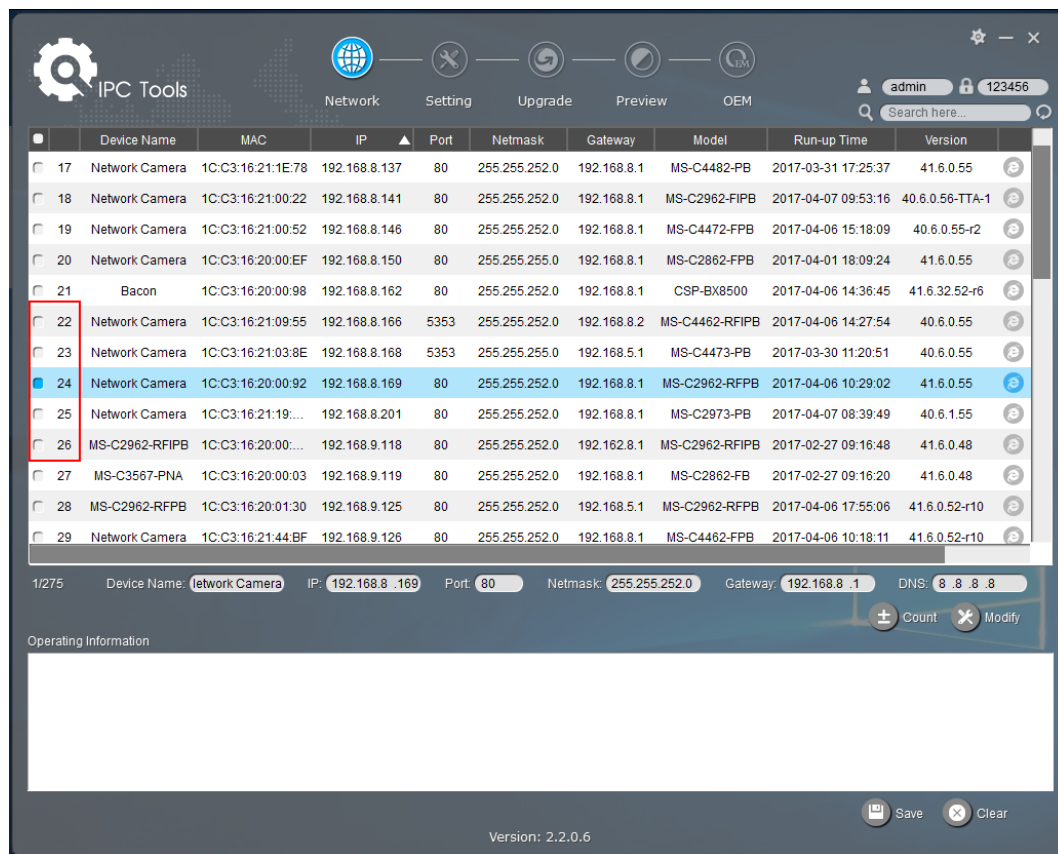 IPC Tools
Network Setting Upgrade Preview OEM
admin 123456
Search here...
Device Name MAC IP Port Netmask Gateway Model Run-up Time Version
17 Network Camera 1C:C3:16:21:1E:78 192.168.8.137 80 255.255.252.0 192.168.8.1 MS-C4482-PB 2017-03-31 17:25:37 41.6.0.55
18 Network Camera 1C:C3:16:21:00:22 192.168.8.141 80 255.255.252.0 192.168.8.1 MS-C2962-FIPB 2017-04-07 09:53:16 40.6.0.56-TTA-1
19 Network Camera 1C:C3:16:21:00:52 192.168.8.146 80 255.255.252.0 192.168.8.1 MS-C4472-FPB 2017-04-06 15:18:09 40.6.0.55-r2
20 Network Camera 1C:C3:16:20:00:EF 192.168.8.150 80 255.255.255.0 192.168.8.1 MS-C2862-FPB 2017-04-01 18:09:24 41.6.0.55
21 Bacon 1C:C3:16:20:00:98 192.168.8.162 80 255.255.252.0 192.168.8.1 CSP-BX8500 2017-04-06 14:36:45 41.6.32.52-r6
22 Network Camera 1C:C3:16:21:09:55 192.168.8.166 5353 255.255.252.0 192.168.8.2 MS-C4462-RFIPB 2017-04-06 14:27:54 40.6.0.55
23 Network Camera 1C:C3:16:21:03:8E 192.168.8.168 5353 255.255.255.0 192.168.5.1 MS-C4473-PB 2017-03-30 11:20:51 40.6.0.55
24 Network Camera 1C:C3:16:20:00:92 192.168.8.169 80 255.255.252.0 192.168.8.1 MS-C2962-RFPB 2017-04-06 10:29:02 41.6.0.55
25 Network Camera 1C:C3:16:21:19:... 192.168.8.201 80 255.255.252.0 192.168.8.1 MS-C2973-PB 2017-04-07 08:39:49 40.6.1.55
26 MS-C2962-RFIPB 1C:C3:16:20:00:... 192.168.9.118 80 255.255.252.0 192.162.8.1 MS-C2962-RFIPB 2017-02-27 09:16:48 41.6.0.48
27 MS-C3567-PNA 1C:C3:16:20:00:03 192.168.9.119 80 255.255.252.0 192.168.8.1 MS-C2862-FB 2017-02-27 09:16:20 41.6.0.48
28 MS-C2962-RFPB 1C:C3:16:20:01:30 192.168.9.125 80 255.255.252.0 192.168.5.1 MS-C2962-RFPB 2017-04-06 17:55:06 41.6.0.52-r10
29 Network Camera 1C:C3:16:21:44:BF 192.168.9.126 80 255.255.252.0 192.168.8.1 MS-C4462-FPB 2017-04-06 10:18:11 41.6.0.52-r10
1/275 Device Name: letwork Camera IP: 192.168.8 .169 Port: 80 Netmask: 255.255.252.0 Gateway: 192.168.8 .1 DNS: 8 .8 .8 .8
Count Modify
Operating Information
Save Clear
Version: 2.2.0.6